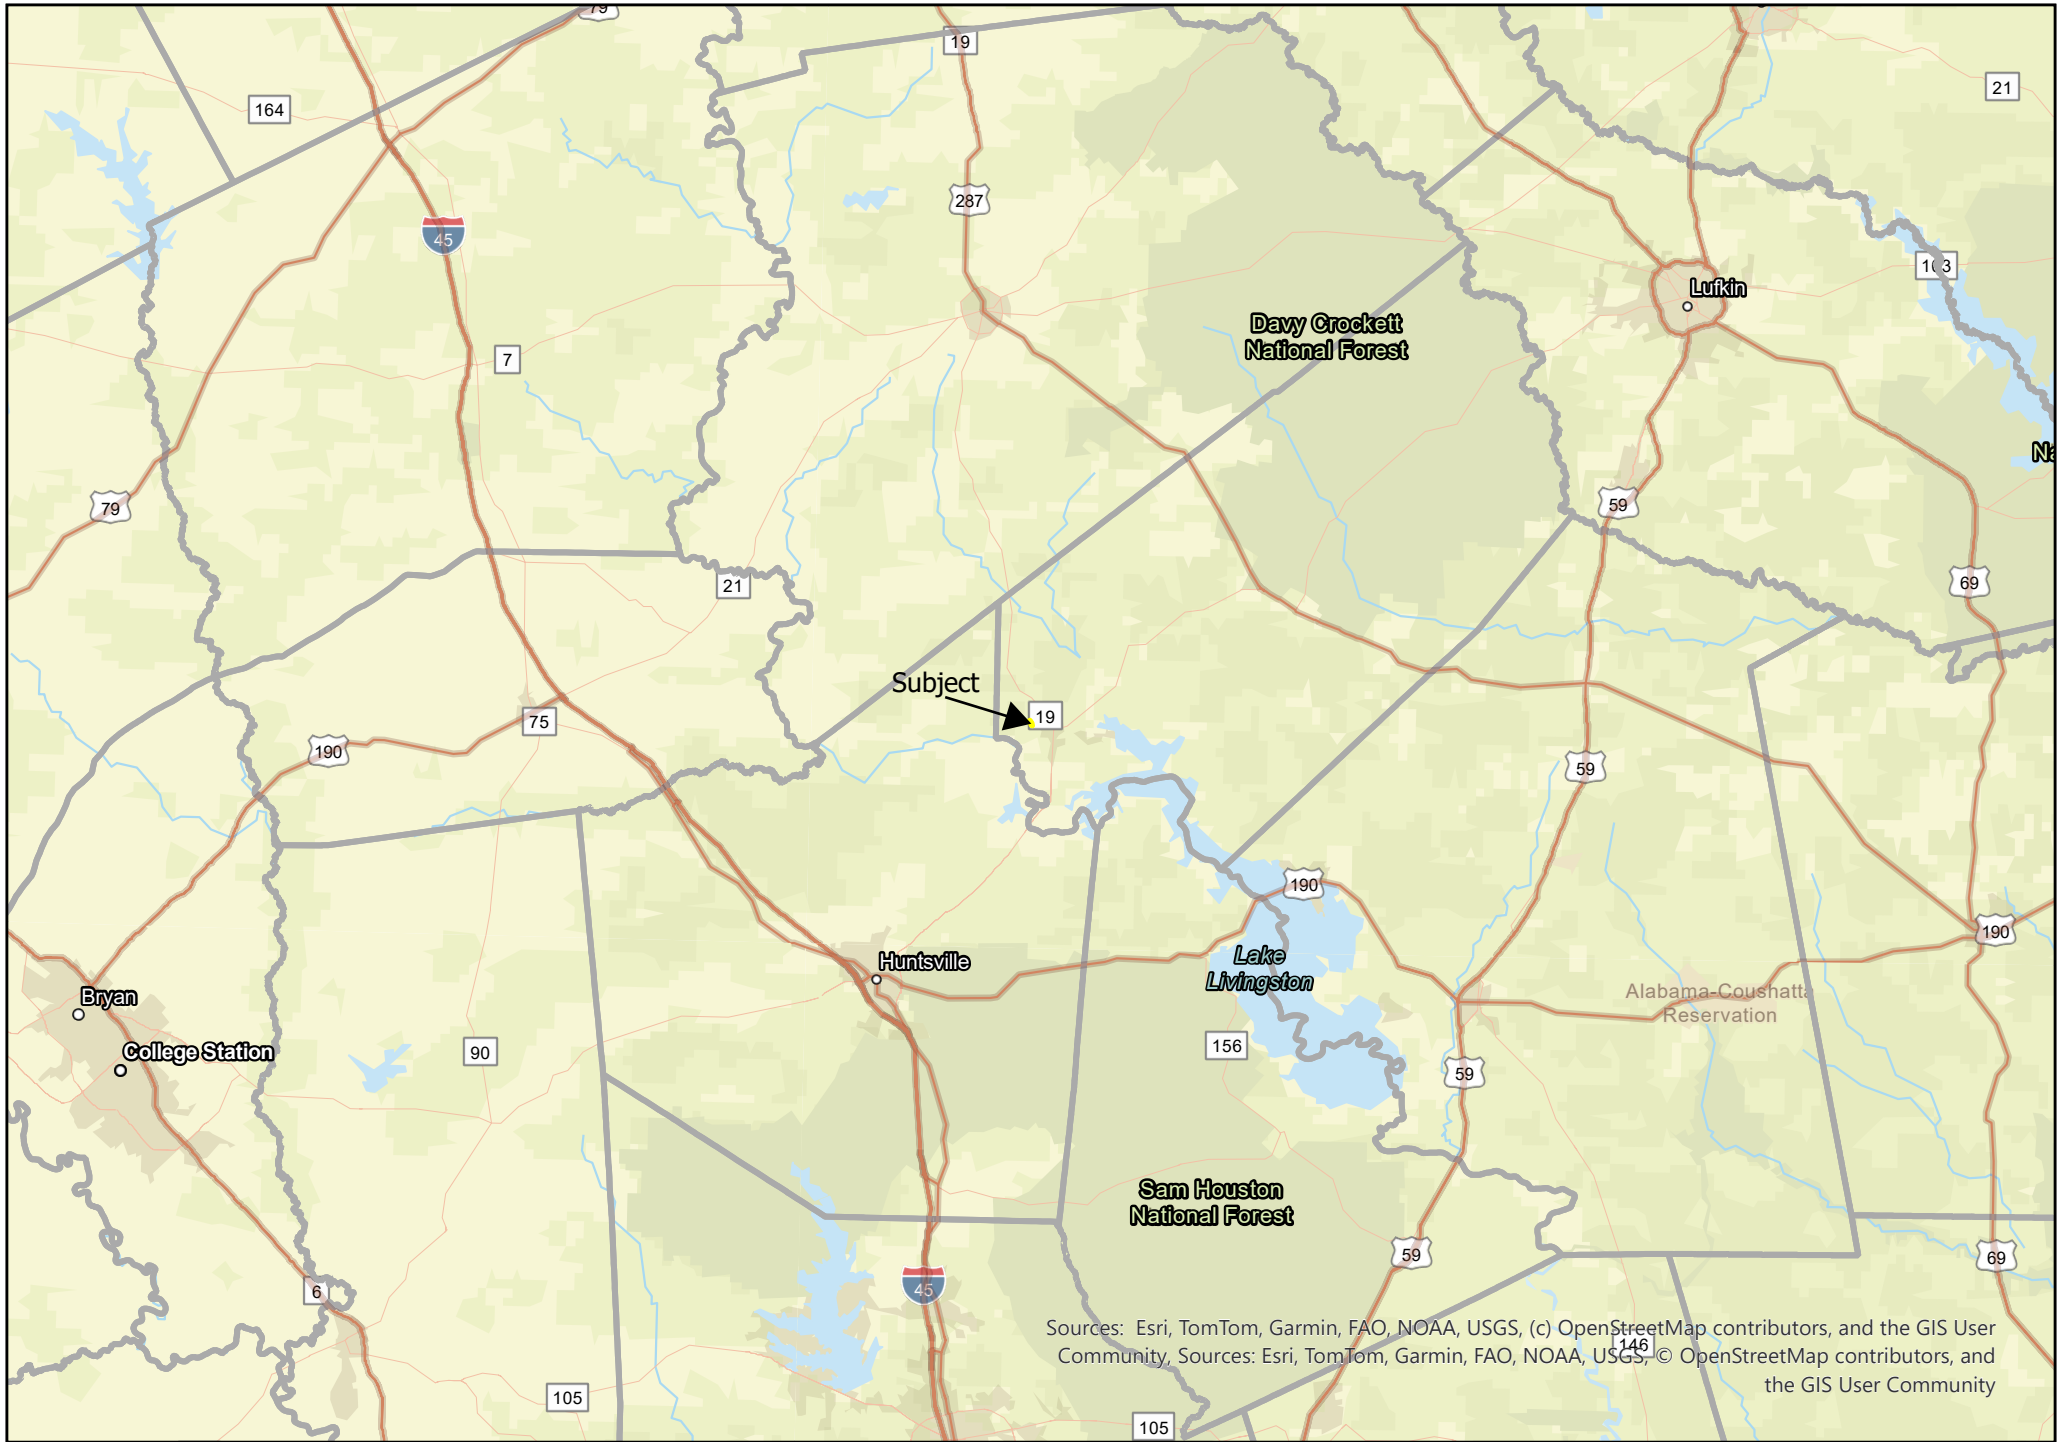 79
19
164
21
287
45
103
Lufkin
Davy Crockett
National Forest
7
Na
79
59
21
69
Subject
19
75
190
59
190
Lake
Livingston
Huntsville
190
Bryan
Alabama-Coushatta
Reservation
College Station
90
156
59
Sam Houston
National Forest
59
69
45
6
Sources: Esri, TomTom, Garmin, FAO, NOAA, USGS, (c) OpenStreetMap contributors, and the GIS User
Community, Sources: Esri, TomTom, Garmin, FAO, NOAA, USGS, © OpenStreetMap contributors, and
the GIS User Community
146
105
105